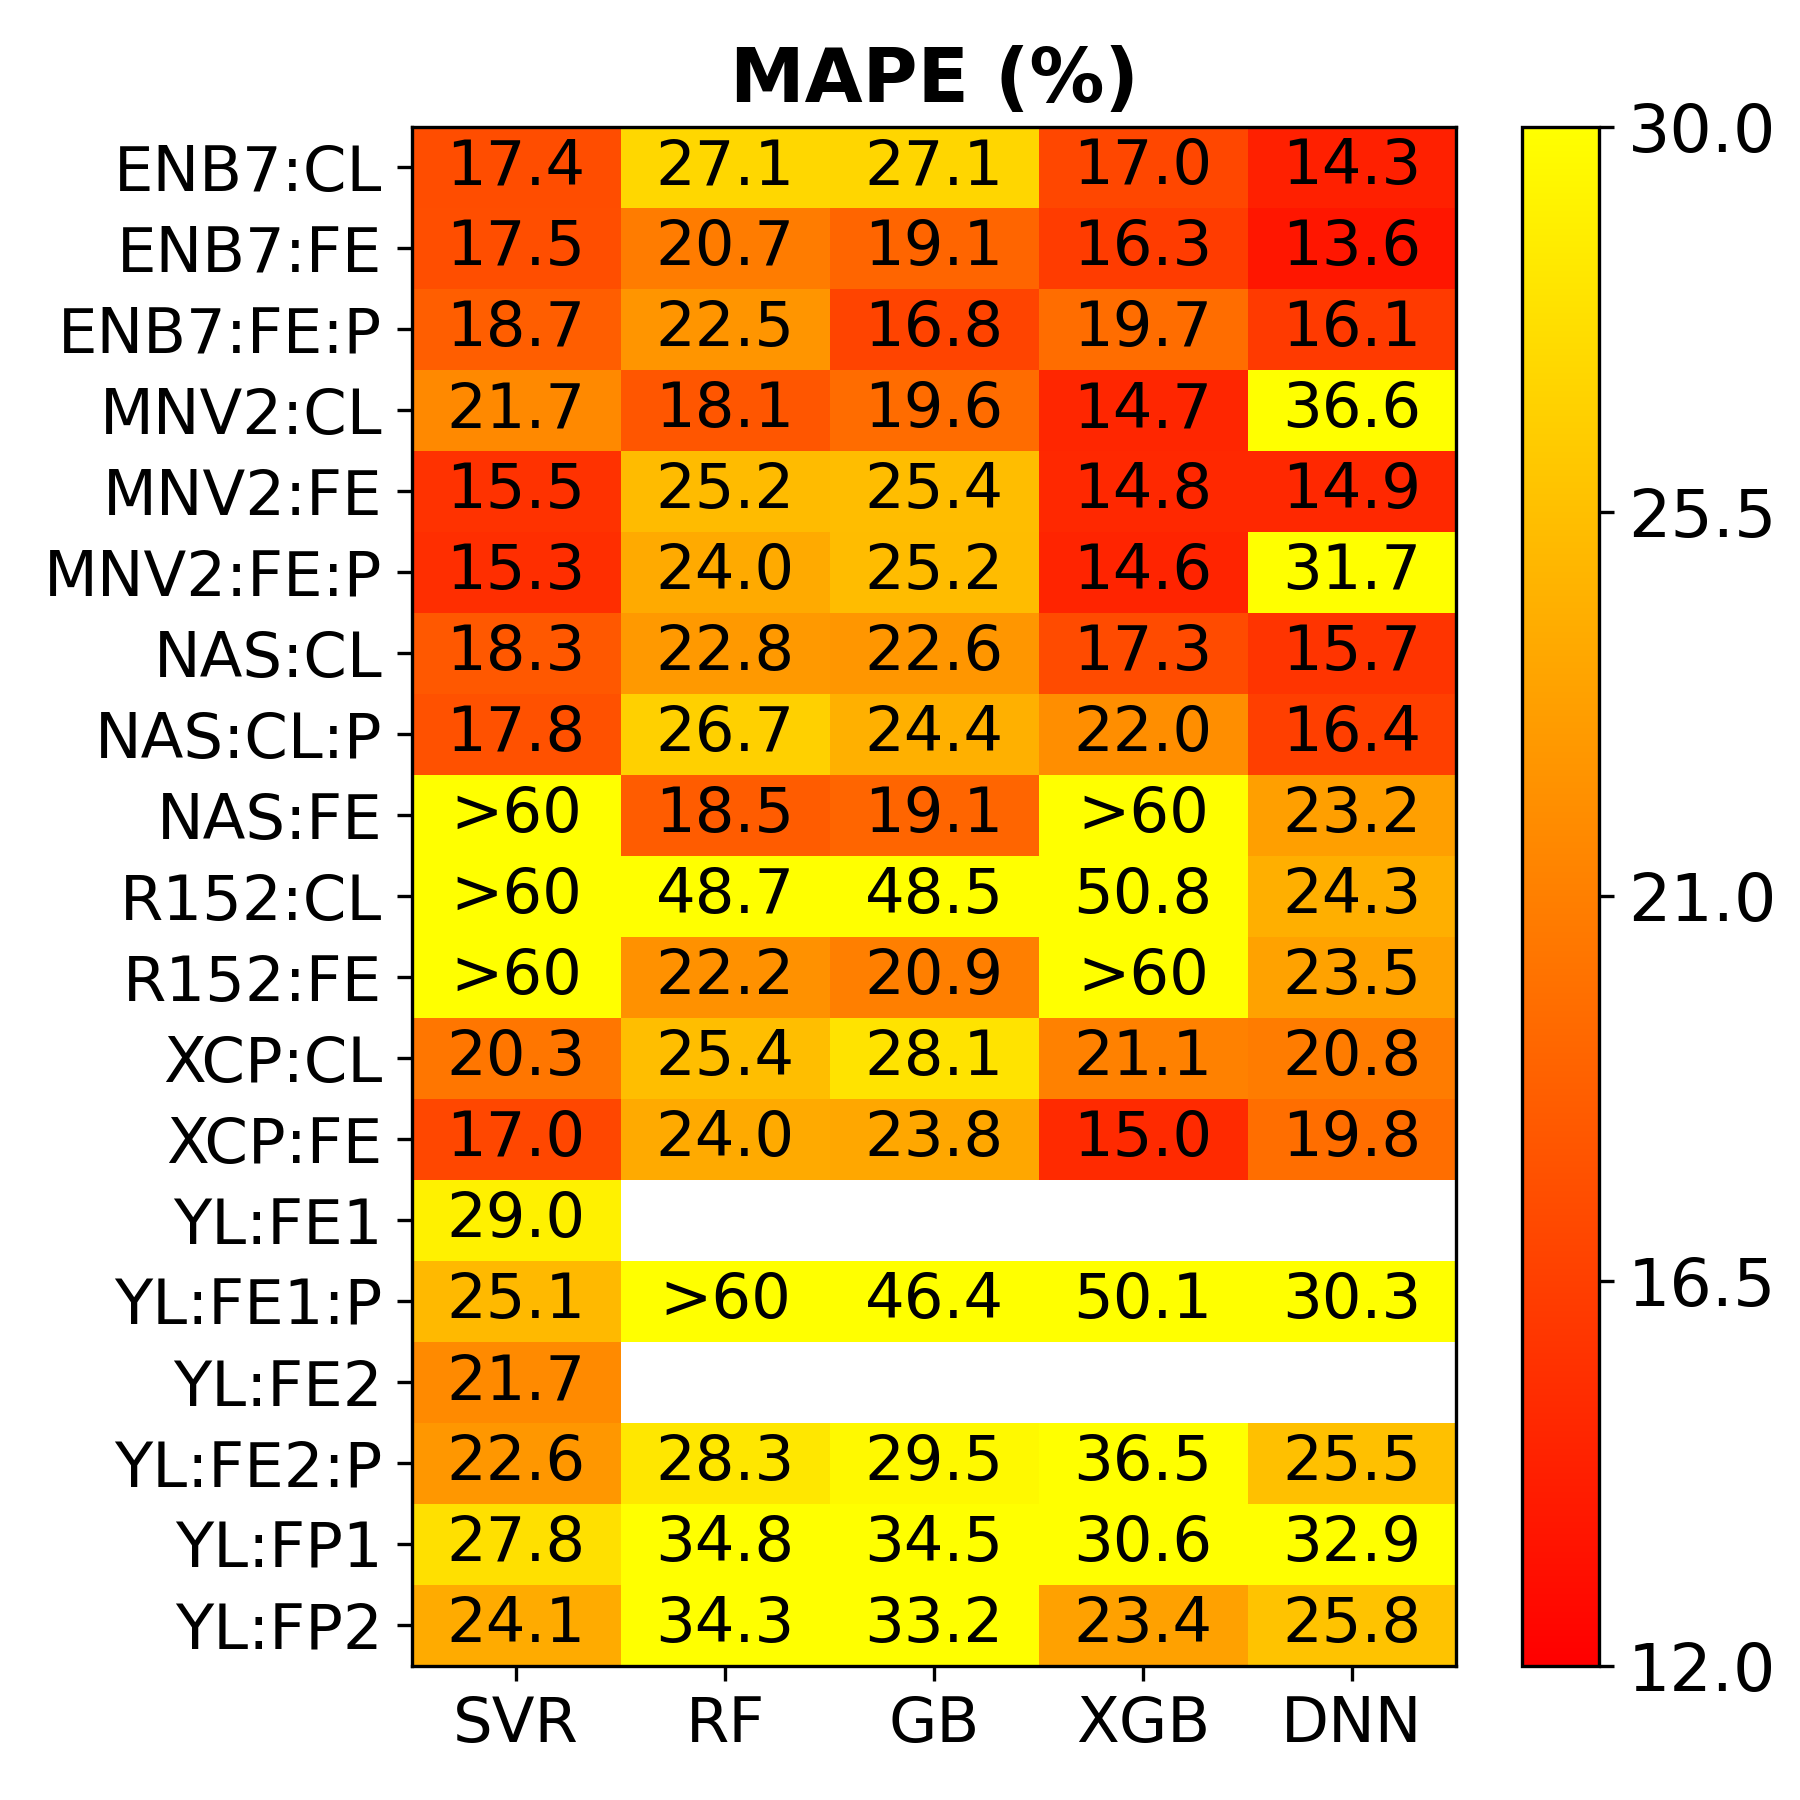 MAPE (%)
ENB7:CL 17.4 27.1 27.1 17.0 14.3
ENB7:FE 17.5 20.7 19.1 16.3 13.6
ENB7:FE:P 18.7 22.5 16.8 19.7 16.1
MNV2:CL 21.7 18.1 19.6 14.7 36.6
MNV2:FE 15.5 25.2 25.4 14.8 14.9
MNV2:FE:P 15.3 24.0 25.2 14.6 31.7
NAS:CL 18.3 22.8 22.6 17.3 15.7
NAS:CL:P 17.8 26.7 24.4 22.0 16.4
NAS:FE >60 18.5 19.1 >60 23.2
R152:CL >60 48.7 48.5 50.8 24.3
R152:FE >60 22.2 20.9 >60 23.5
XCP:CL 20.3 25.4 28.1 21.1 20.8
XCP:FE 17.0 24.0 23.8 15.0 19.8
YL:FE1 29.0
YL:FE1:P 25.1 >60 46.4 50.1 30.3
YL:FE2 21.7
YL:FE2:P 22.6 28.3 29.5 36.5 25.5
YL:FP1 27.8 34.8 34.5 30.6 32.9
YL:FP2 24.1 34.3 33.2 23.4 25.8
SVR RF GB XGB DNN
30.0
25.5
21.0
16.5
12.0